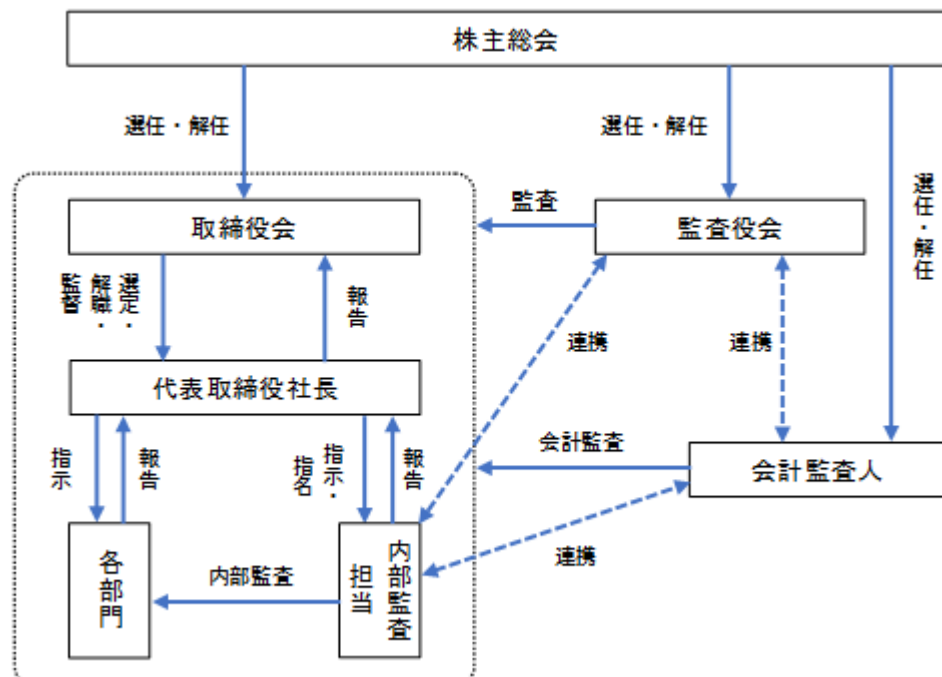 株主総会
選任・解任
選任・解任
選任・解任
取締役会
監査
監査役会
選定・
解職・
監督
報告
連携
連携
代表取締役社長
指示
報告
指示・
指名
報告
会計監査
会計監査人
各部門
内部監査
内部監査
担当
連携